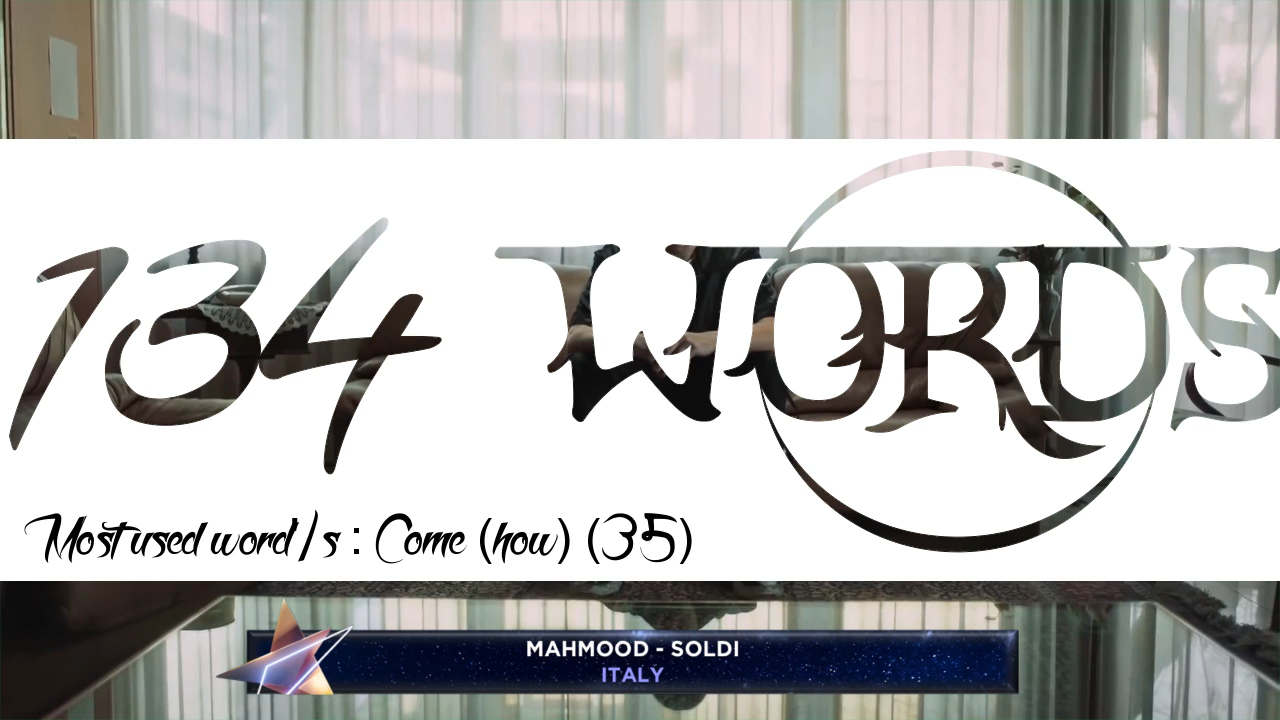 134 WORDS
Most used word/s : Come (how) (35)
MAHMOOD - SOLDI
ITALY